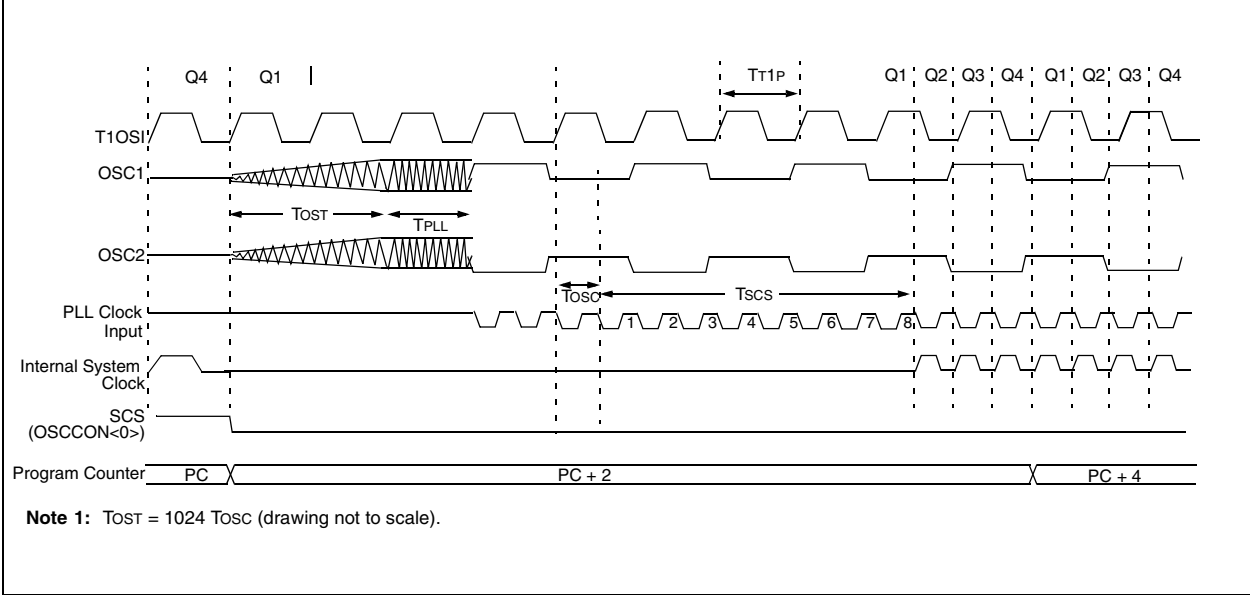 Q4 Q1 TT1P Q1 Q2 Q3 Q4 Q1 Q2 Q3 Q4
T1OSI
OSC1
TOST TPLL
OSC2
TOSC TSCS
PLL Clock
Input
1 2 3 4 5 6 7 8
Internal System
Clock
SCS
(OSCCON<0>)
Program Counter PC PC + 2 PC + 4
Note 1: TOST = 1024 TOSC (drawing not to scale).